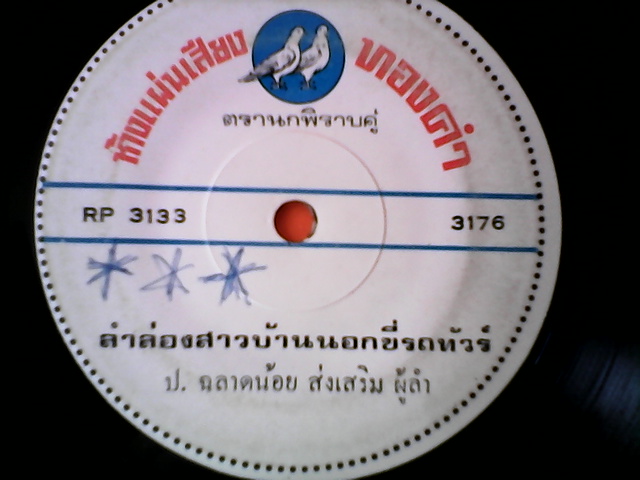 ห้างแผ่นเสียง ทองคำ
ตรานกพิราบคู่
RP 3133 3176
***
ลำล่องสาวบ้านนอกขี่รถทัวร์
ป. ฉลาดน้อย ส่งเสริม ผู้ลำ